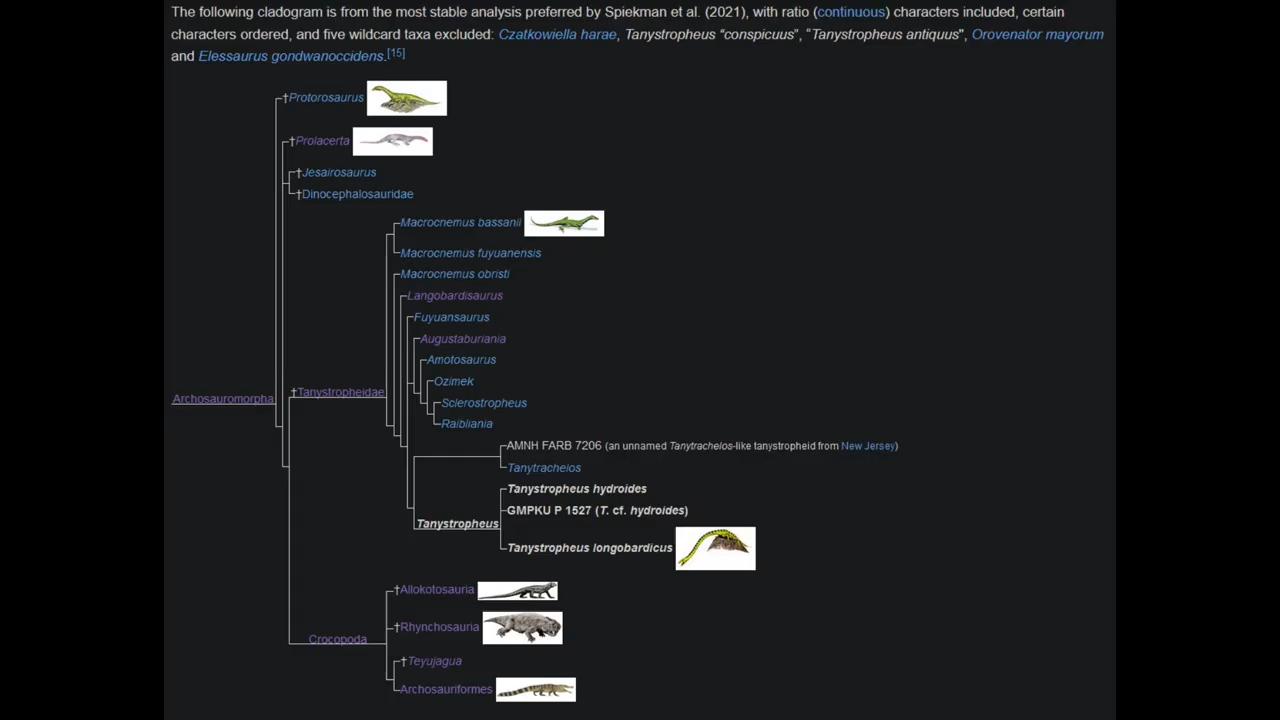 The following cladogram is from the most stable analysis preferred by Spiekman et al. (2021), with ratio (continuous) characters included, certain
characters ordered, and five wildcard taxa excluded: Czatkowiella harae, Tanystropheus "conspicuus", "Tanystropheus antiquus", Orovenator mayorum
and Elessaurus gondwanoccidens.[15]
†Protorosaurus
†Prolacerta
†Jesairosaurus
†Dinocephalosauridae
Macrocnemus bassanii
Macrocnemus fuyuanensis
Macrocnemus obristi
Langobardisaurus
Fuyuansaurus
Augustaburiania
Amotosaurus
Ozimek
†Tanystropheidae
Archosauromorpha
Sclerostropheus
Raibliania
AMNH FARB 7206 (an unnamed Tanytrachelos-like tanystropheid from New Jersey)
Tanytrachelos
Tanystropheus hydroides
GMPKU P 1527 (T. cf. hydroides)
Tanystropheus
Tanystropheus longobardicus
†Allokotosauria
†Rhynchosauria
Crocopoda
†Teyujagua
Archosauriformes